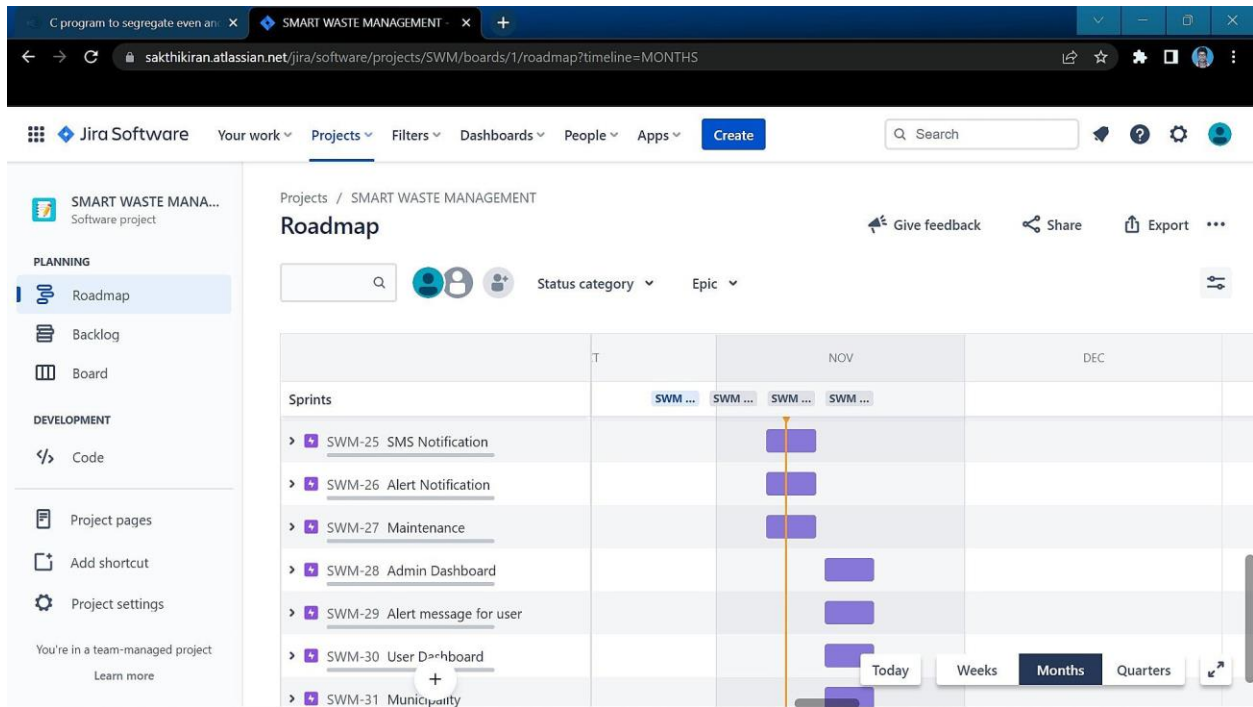 C program to segregate even an
SMART WASTE MANAGEMENT -
sakthikiran.atlassian.net/jira/software/projects/SWM/boards/1/roadmap?timeline=MONTHS
Jira Software Your work Projects Filters Dashboards People Apps Create Search
SMART WASTE MANA...
Software project
PLANNING
Roadmap
Backlog
Board
DEVELOPMENT
Code
Project pages
Add shortcut
Project settings
You're in a team-managed project
Learn more
Projects / SMART WASTE MANAGEMENT
Roadmap
Give feedback Share Export
Status category Epic
T NOV DEC
Sprints SWM ... SWM ... SWM ... SWM ...
SWM-25 SMS Notification
SWM-26 Alert Notification
SWM-27 Maintenance
SWM-28 Admin Dashboard
SWM-29 Alert message for user
SWM-30 User Dashboard
SWM-31 Municipality
Today Weeks Months Quarters